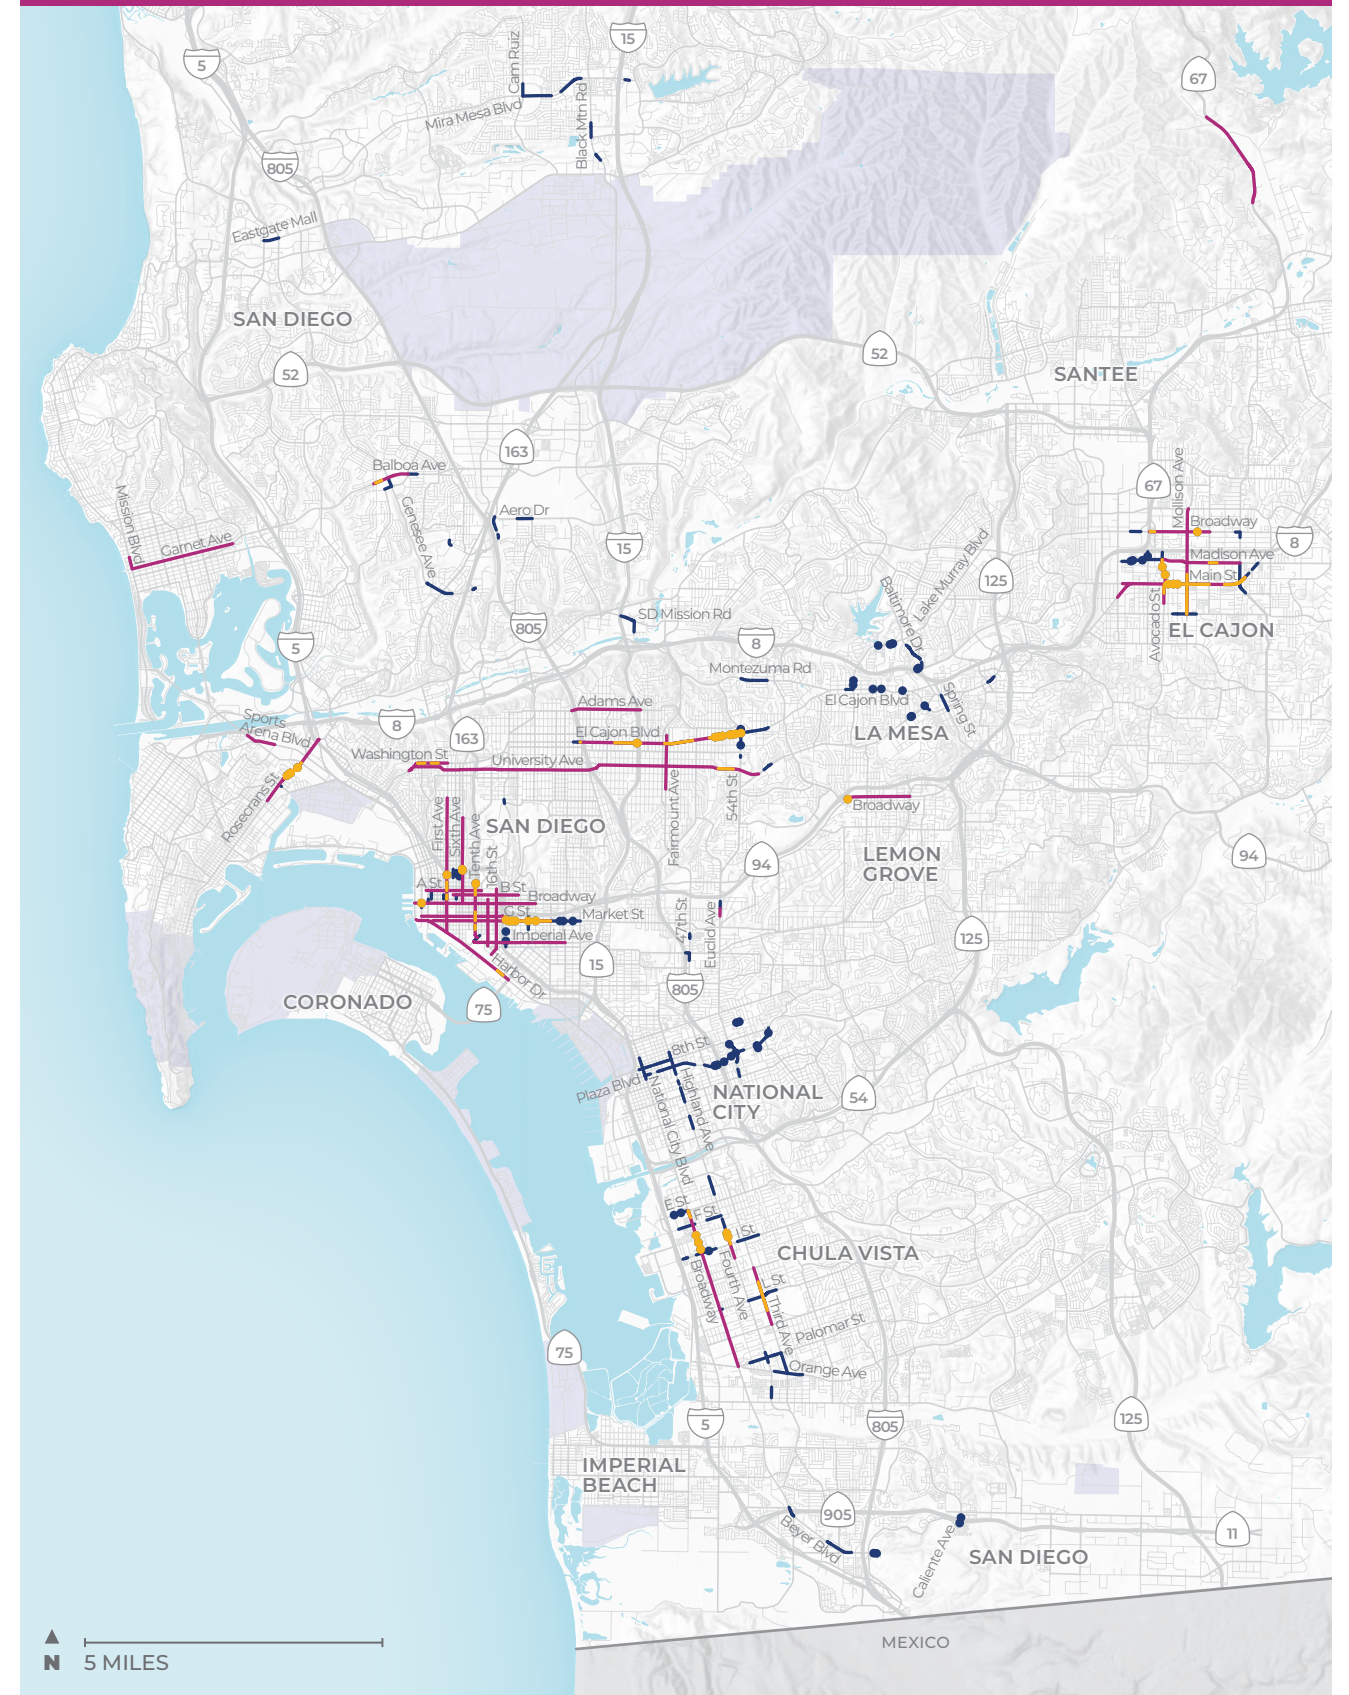 15
5
67
Cam Ruiz
Mira Mesa Blvd
Black Mtn Rd
805
Eastgate Mall
SAN DIEGO
52
52
SANTEE
163
Balboa Ave
67
Mollison Ave
Mission Blvd
Genesee Ave
Aero Dr
Broadway
Garnet Ave
15
8
Lake Murray Blvd
Madison Ave
125
Main St
Baltimore Dr
Avocado St
SD Mission Rd
805
EL CAJON
5
8
Montezuma Rd
Adams Ave
El Cajon Blvd
Spring St
Sports
Arena Blvd
8
163
El Cajon Blvd
LA MESA
Washington St
University Ave
Rosecrans St
Fairmount Ave
54th St
Broadway
First Ave
Sixth Ave
Tenth Ave
16th St
SAN DIEGO
LEMON
GROVE
94
94
A St
B St
Broadway
G St
Market St
Imperial Ave
47th St
Euclid Ave
125
Harbor Dr
15
805
CORONADO
75
8th St
Plaza Blvd
National City Blvd
Highland Ave
NATIONAL
CITY
54
E St
F St
J St
CHULA VISTA
Broadway
Fourth Ave
L St
Third Ave
Palomar St
75
Orange Ave
5
805
125
IMPERIAL
BEACH
905
Beyer Blvd
Caliente Ave
11
SAN DIEGO
MEXICO
N
5 MILES